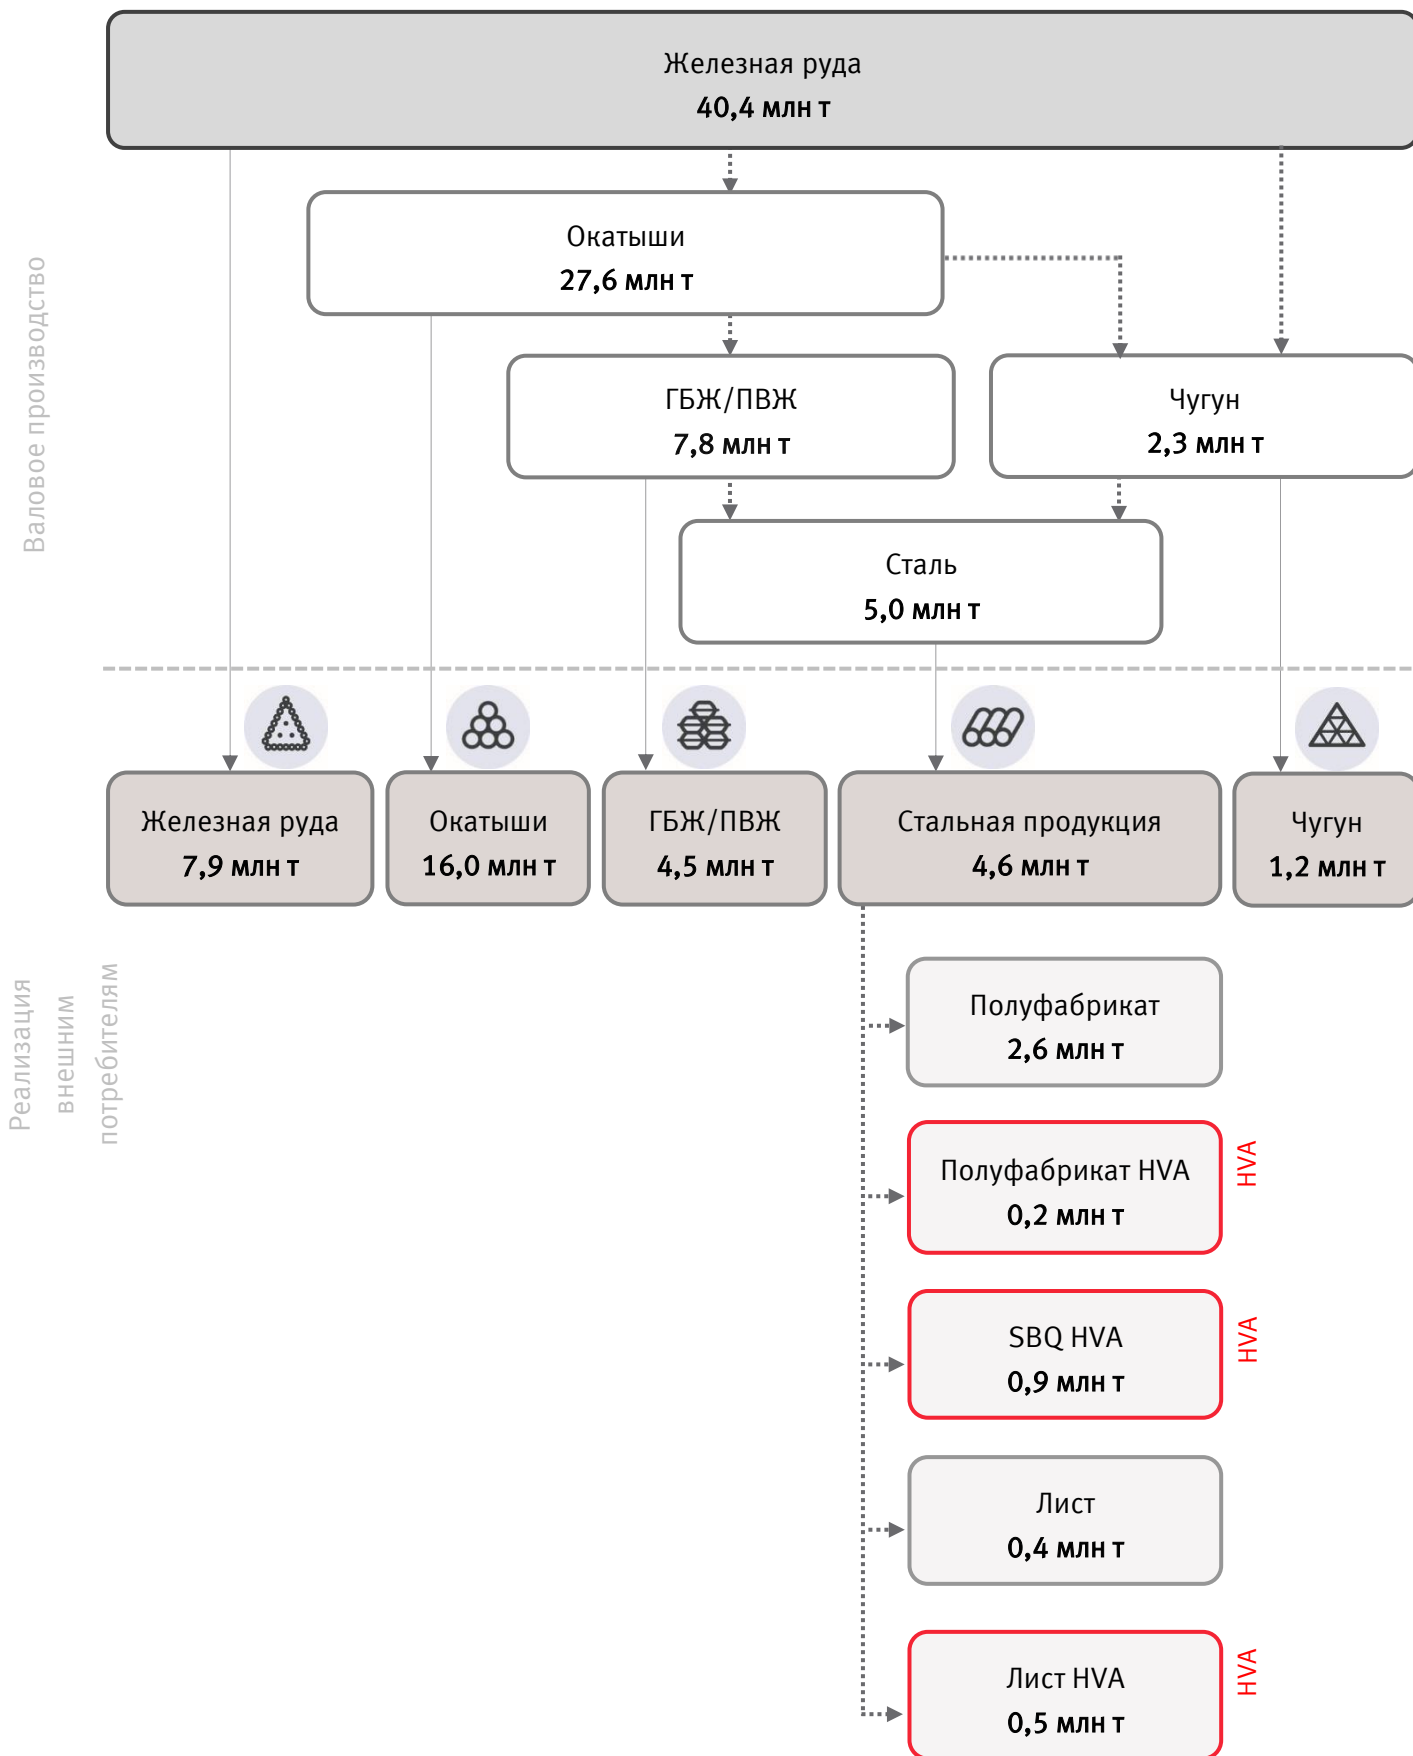 Железная руда
40,4 млн т
Окатыши
27,6 млн т
ГБЖ/ПВЖ
7,8 млн т
Чугун
2,3 млн т
Сталь
5,0 млн т
Валовое производство
Железная руда
7,9 млн т
Окатыши
16,0 млн т
ГБЖ/ПВЖ
4,5 млн т
Стальная продукция
4,6 млн т
Чугун
1,2 млн т
Реализация
внешним
потребителям
Полуфабрикат
2,6 млн т
Полуфабрикат HVA
0,2 млн т
HVA
SBQ HVA
0,9 млн т
HVA
Лист
0,4 млн т
Лист HVA
0,5 млн т
HVA